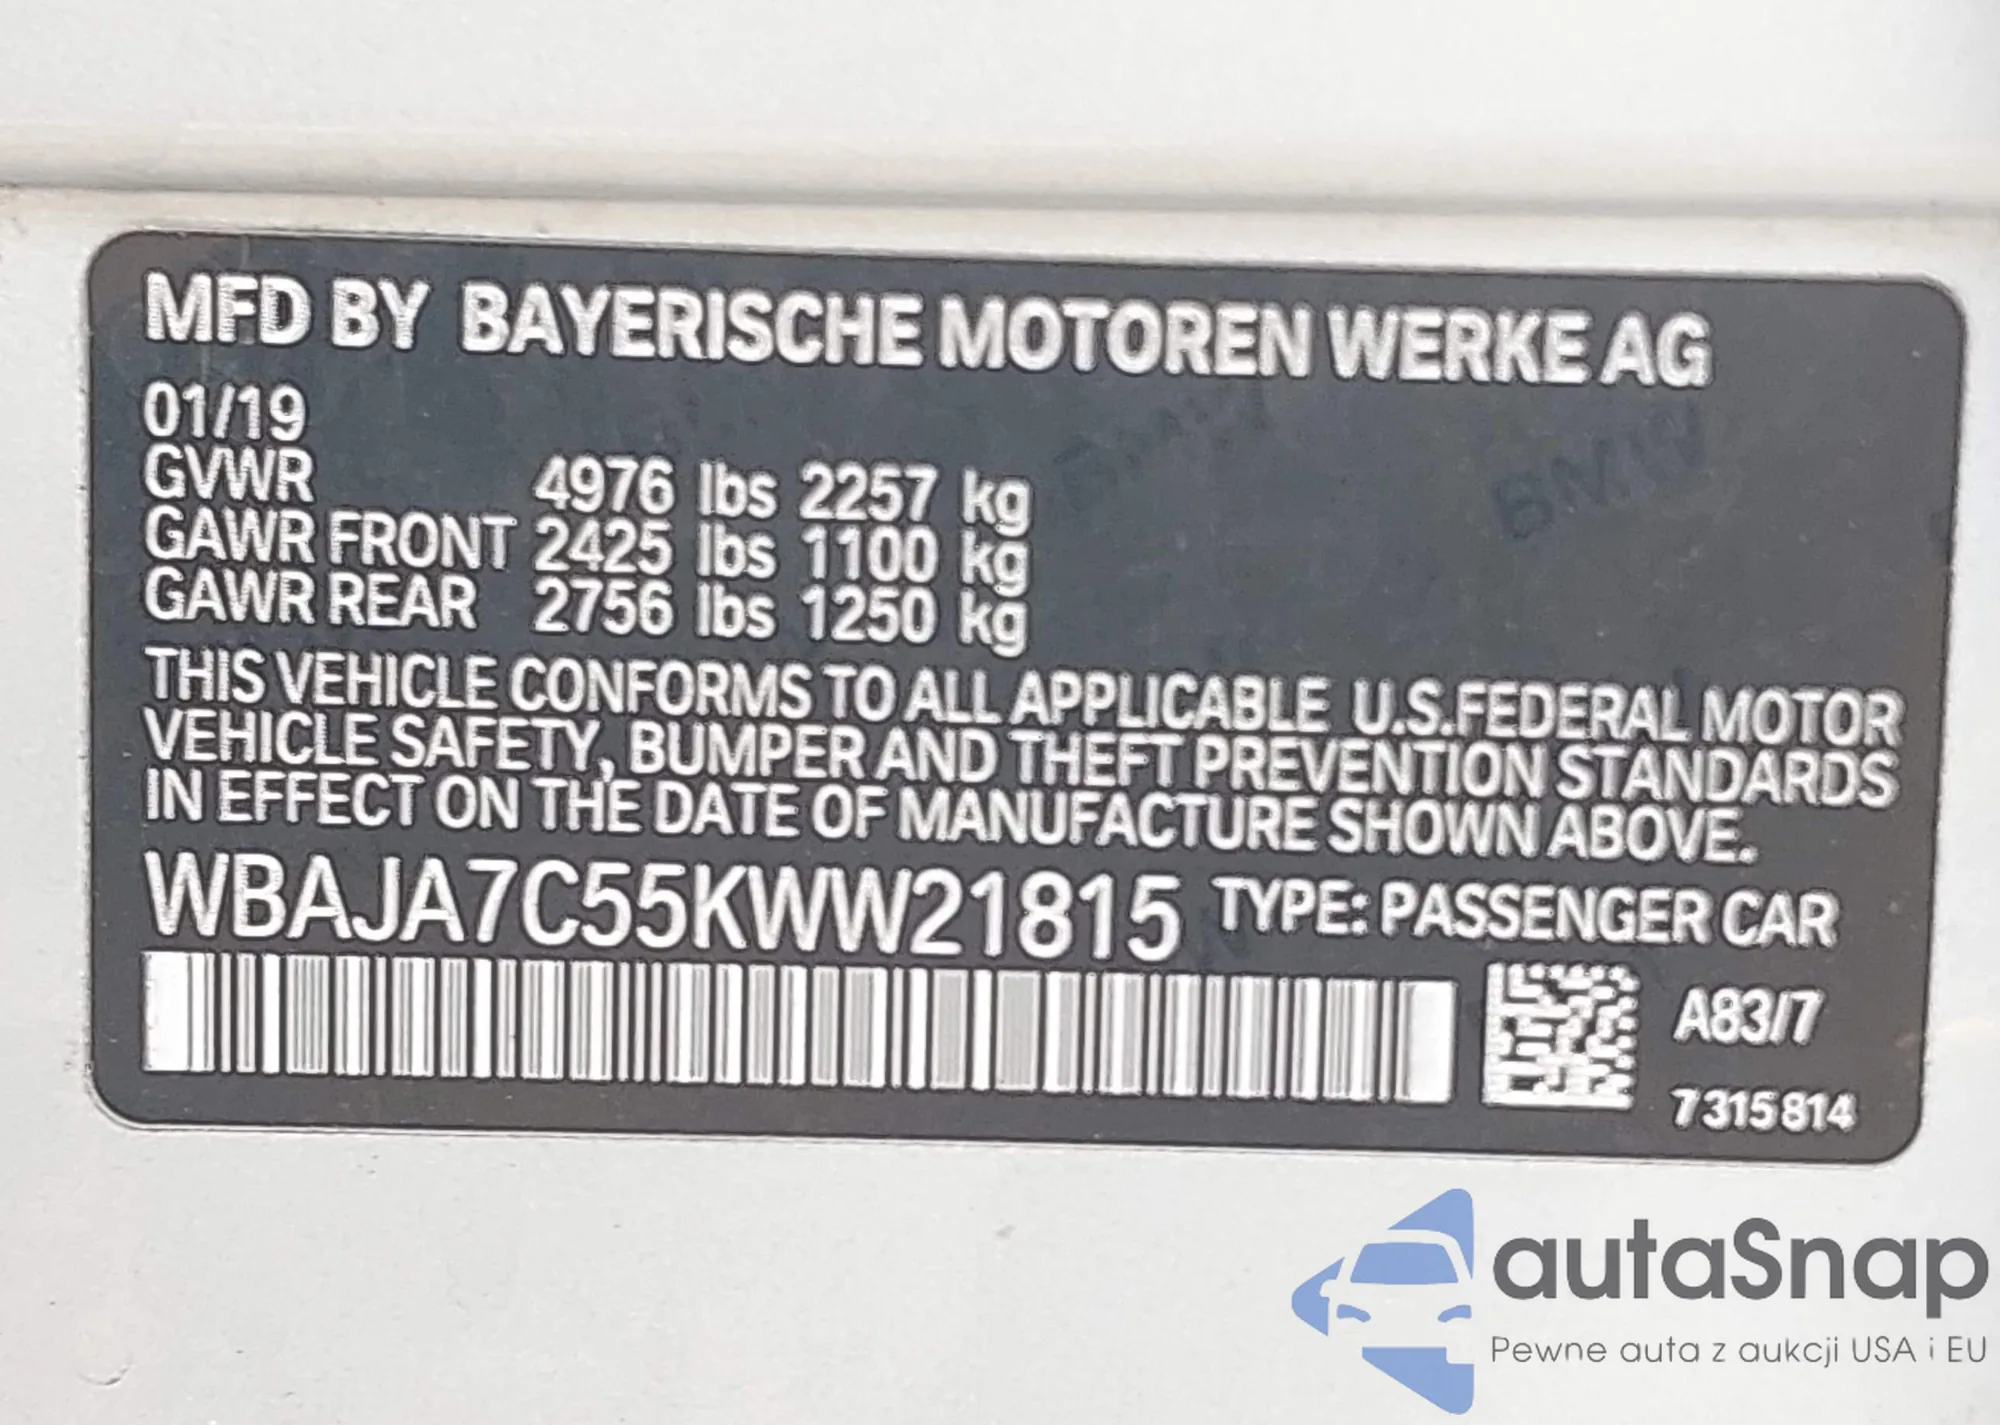 MFD BY BAYERISCHE MOTOREN WERKE AG
01/19
GVWR 4976 lbs 2257 kg
GAWR FRONT 2425 lbs 1100 kg
GAWR REAR 2756 lbs 1250 kg
THIS VEHICLE CONFORMS TO ALL APPLICABLE U.S.FEDERAL MOTOR
VEHICLE SAFETY, BUMPER AND THEFT PREVENTION STANDARDS
IN EFFECT ON THE DATE OF MANUFACTURE SHOWN ABOVE.
WBAJA7C55KWW21815 TYPE: PASSENGER CAR
A83/7
7315814
BMW
BMW
autaSnap
Pewne auta z aukcji USA i EU